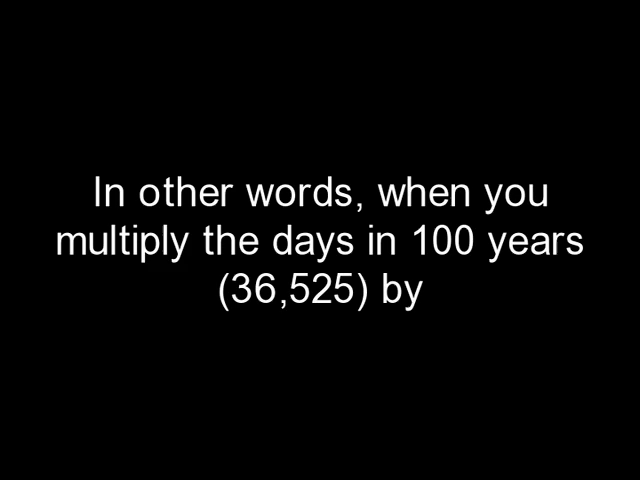 In other words, when you
multiply the days in 100 years
(36,525) by